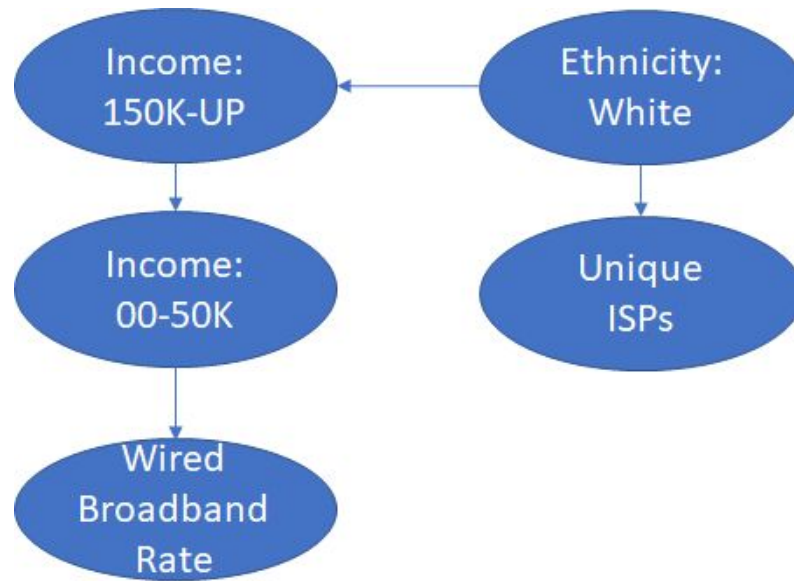 Income:
150K-UP
Ethnicity:
White
Income:
00-50K
Unique
ISPs
Wired
Broadband
Rate